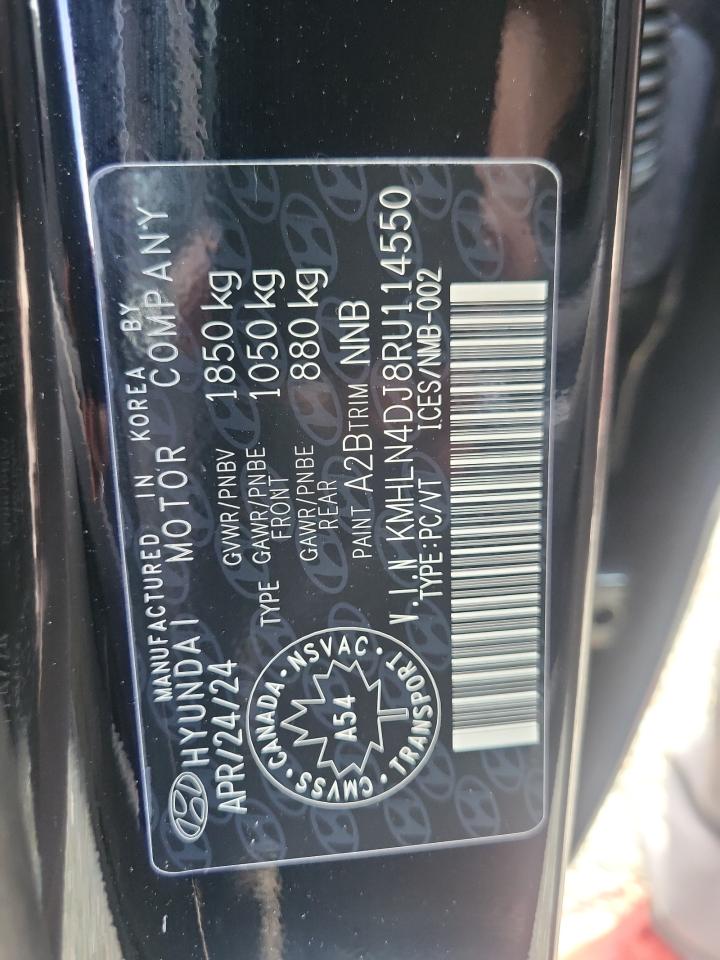 MANUFACTURED IN KOREA BY
HYUNDAI MOTOR COMPANY
APR/24/24
GVWR/PNBV 1850 kg
TYPE GAWR/PNBE FRONT 1050 kg
GAWR/PNBE REAR 880 kg
PAINT A2B TRIM NNB
V.I.N KMHLN4DJ8RU114550
TYPE:PC/VT ICES/NMB-002
CMVSS · CANADA · NSVAC · TRANSPORT ·
A54